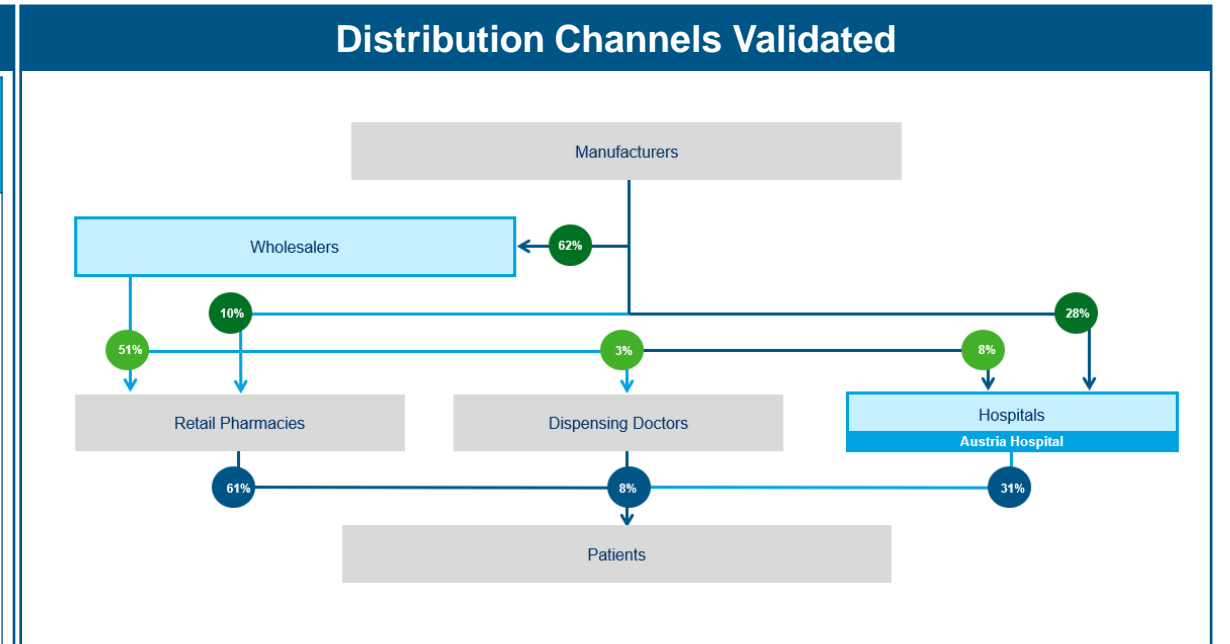 Distribution Channels Validated
Manufacturers
Wholesalers
62%
10%
28%
51%
3%
8%
Retail Pharmacies
Dispensing Doctors
Hospitals
Austria Hospital
61%
8%
31%
Patients